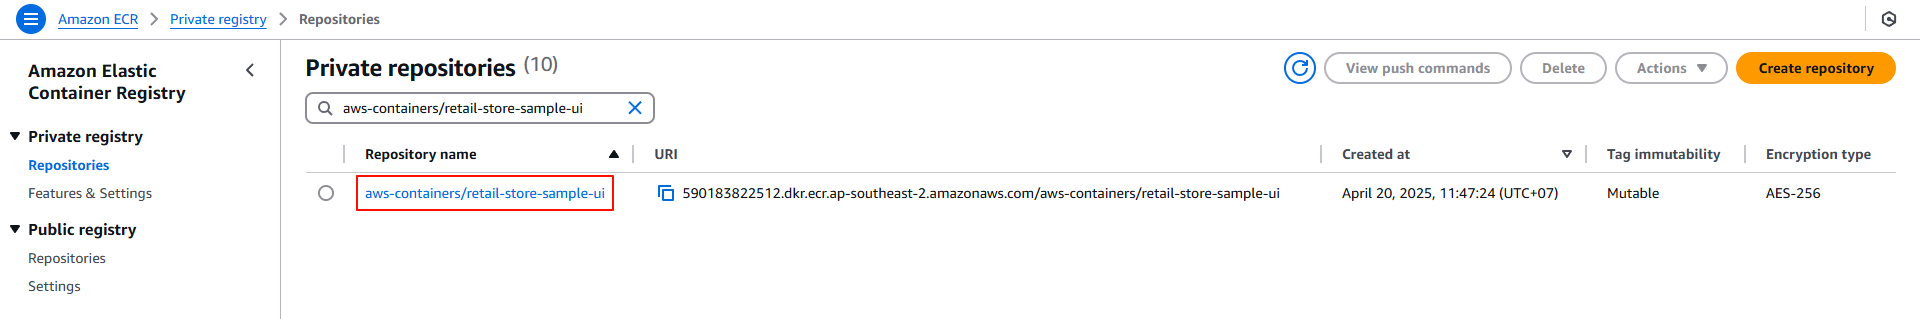 Amazon ECR > Private registry > Repositories
Amazon Elastic
Container Registry
Private registry
Repositories
Features & Settings
Public registry
Repositories
Settings
Private repositories (10)
View push commands
Delete
Actions
Create repository
aws-containers/retail-store-sample-ui
Repository name URI Created at Tag immutability Encryption type
aws-containers/retail-store-sample-ui 590183822512.dkr.ecr.ap-southeast-2.amazonaws.com/aws-containers/retail-store-sample-ui April 20, 2025, 11:47:24 (UTC+07) Mutable AES-256